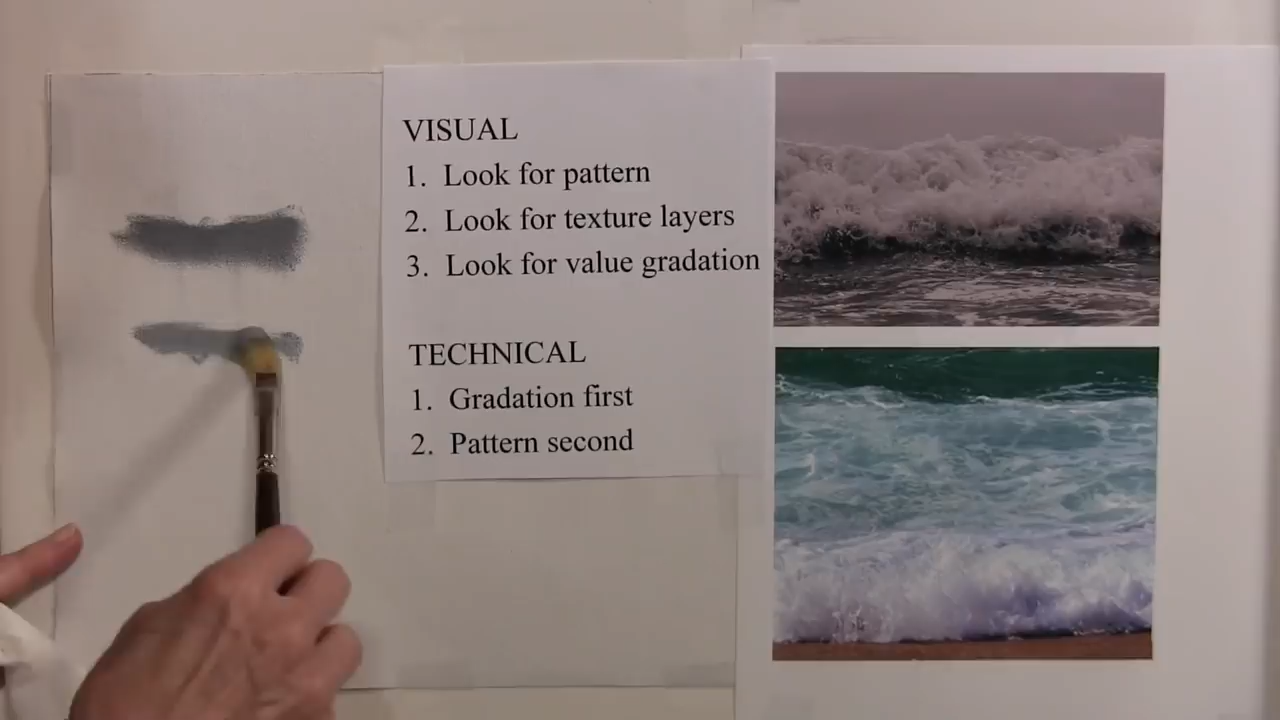 VISUAL
1. Look for pattern
2. Look for texture layers
3. Look for value gradation
TECHNICAL
1. Gradation first
2. Pattern second